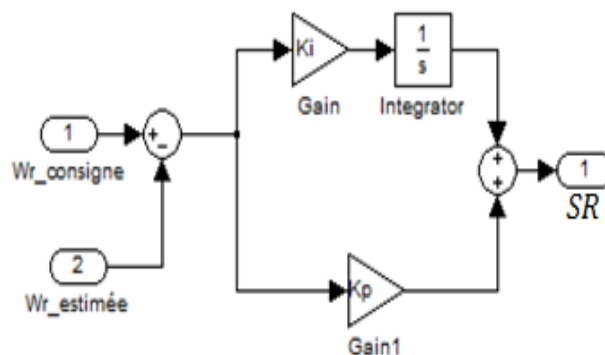 Ki
1
s
Gain
Integrator
1
+
-
Wr_consigne
+
+
1
SR
2
Wr_estimée
Kp
Gain1